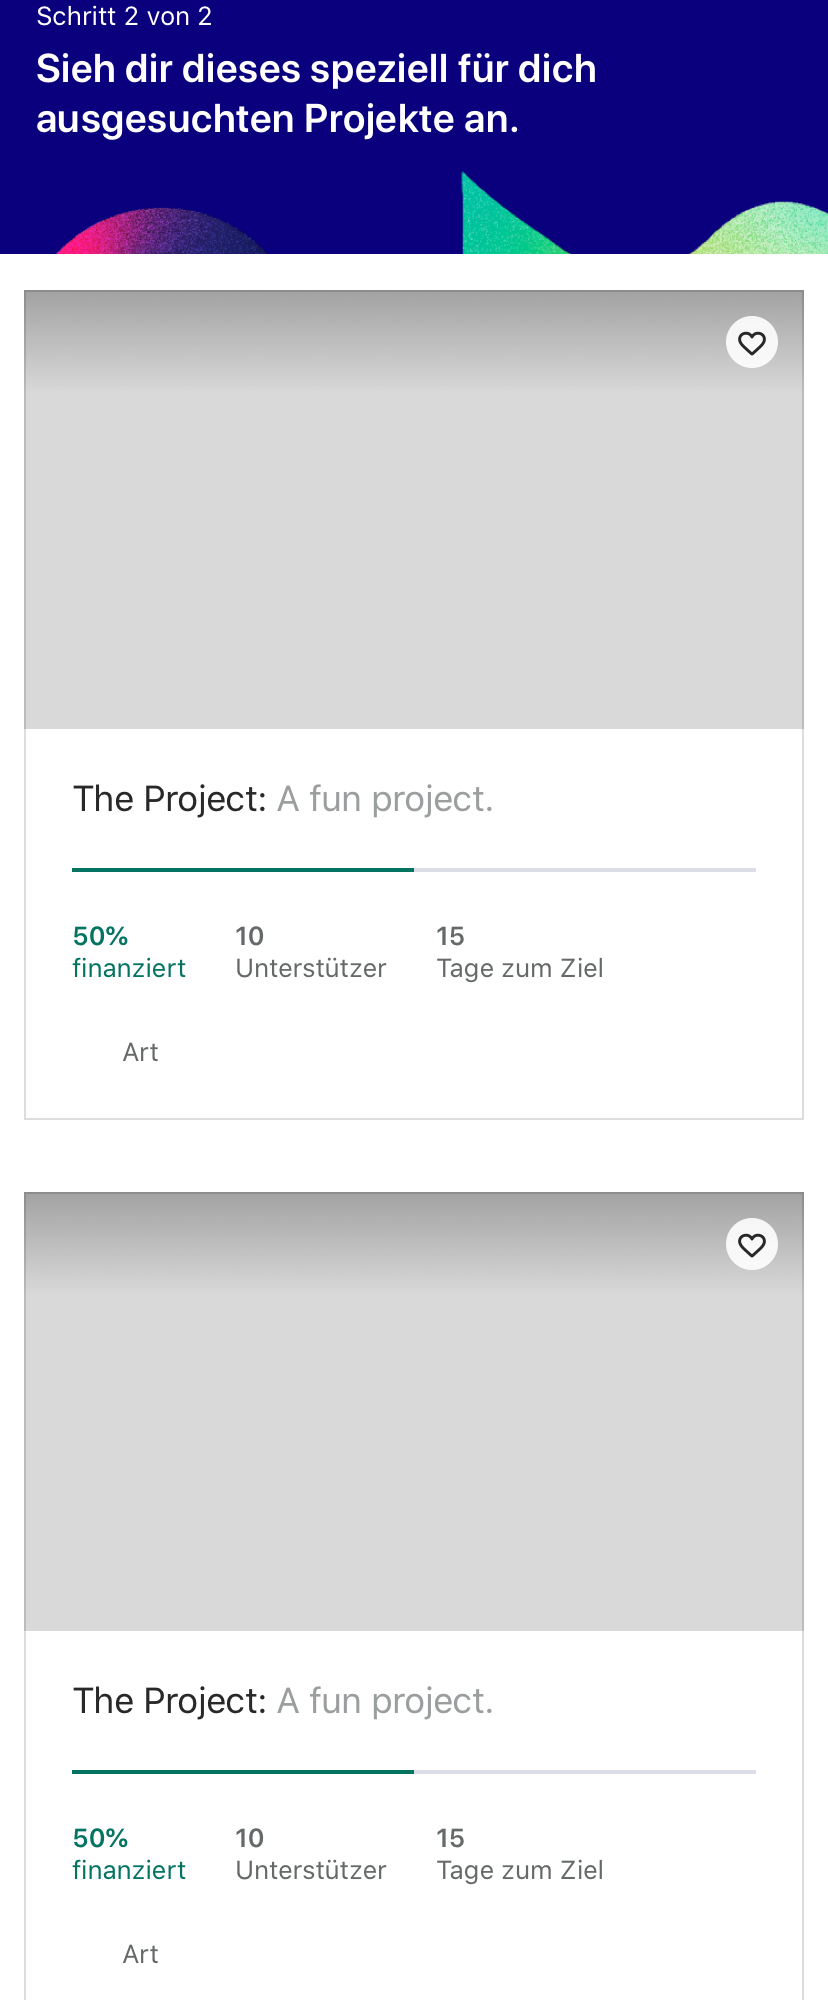 Schritt 2 von 2
Sieh dir dieses speziell für dich
ausgesuchten Projekte an.
The Project: A fun project.
50%
finanziert
10
Unterstützer
15
Tage zum Ziel
Art
The Project: A fun project.
50%
finanziert
10
Unterstützer
15
Tage zum Ziel
Art